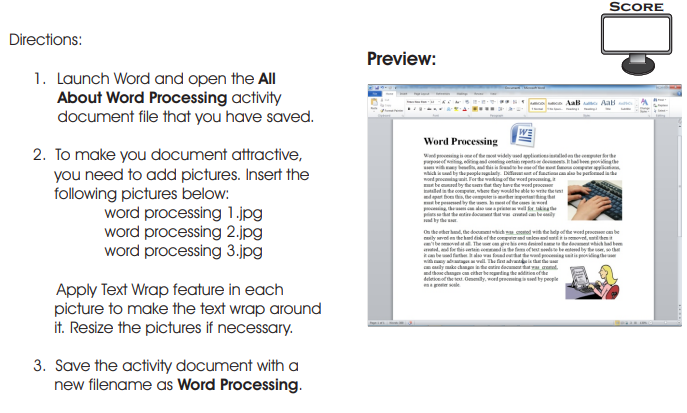 SCORE
Directions:
Preview:
1. Launch Word and open the All
About Word Processing activity
document file that you have saved.
2. To make you document attractive,
you need to add pictures. Insert the
following pictures below:
word processing 1.jpg
word processing 2.jpg
word processing 3.jpg
Apply Text Wrap feature in each
picture to make the text wrap around
it. Resize the pictures if necessary.
3. Save the activity document with a
new filename as Word Processing.
Word Processing
Word processing is one of the most widely used applications installed on the computer for the
purpose of writing, editing and creating certain reports or documents. It had been providing the
users with many benefits, and this is found to be one of the most famous computer applications,
which is used by the people regularly. Different sort of functions can also be performed in the
word processing unit. For the working of the word processing, it
must be ensured by the users that they have the word processor
installed in the computer, where they would be able to write the text
and apart from this, the computer is another important thing that
must be possessed by the users. In most of the cases in word
processing, the users can also use a printer as well for taking the
prints so that the entire document that was created can be easily
read by the user.
On the other hand, the document which was created with the help of the word processor can be
easily saved on the hard disk of the computer and unless and until it is removed, until then it
can't be removed at all. The user can give his own desired name to the document which had been
created, and for this certain command in the form of text needs to be entered by the user, so that
it can be used further. It also was found out that the word processing unit is providing the user
with many advantages as well. The first advantage is that the user
can easily make changes in the entire document that was created,
and those changes can either be regarding the addition of the
deletion of the text. Generally, word processing is used by people
on a greater scale.